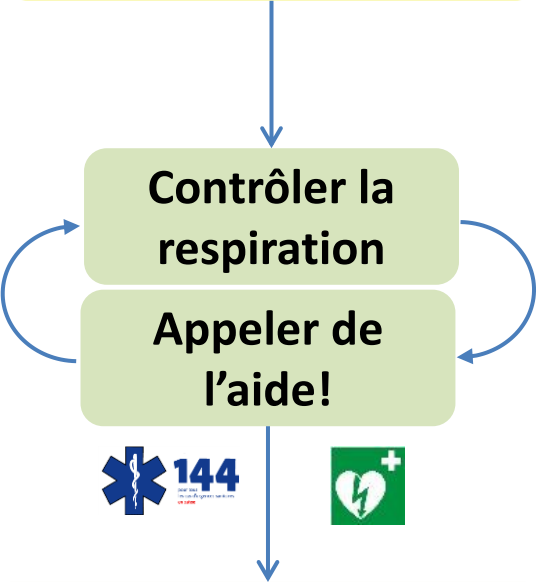 Contrôler la
respiration
Appeler de
l’aide!
144